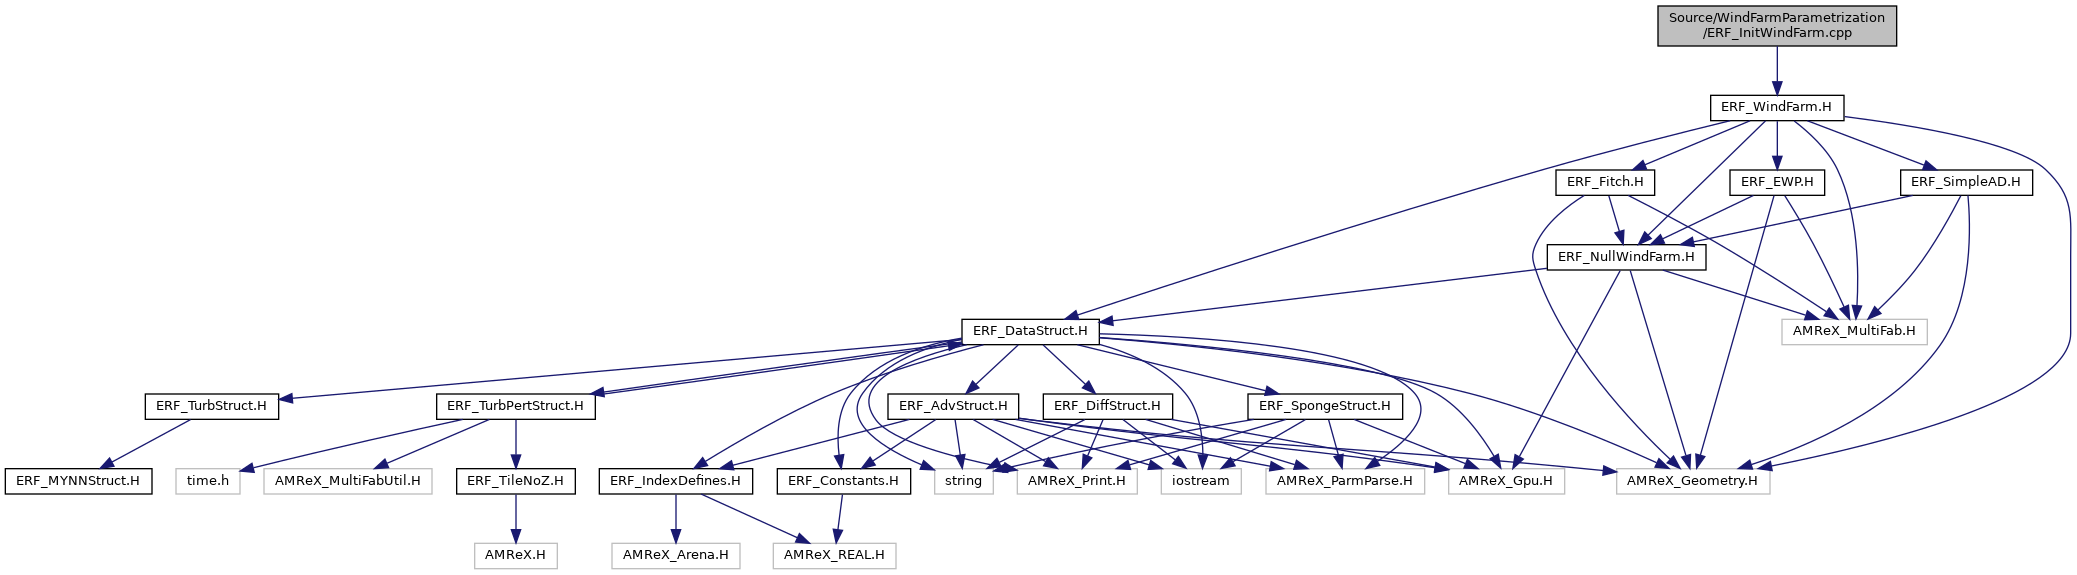 Source/WindFarmParametrization
/ERF_InitWindFarm.cpp
ERF_WindFarm.H
ERF_Fitch.H
ERF_EWP.H
ERF_SimpleAD.H
ERF_NullWindFarm.H
ERF_DataStruct.H
AMReX_MultiFab.H
ERF_TurbStruct.H
ERF_TurbPertStruct.H
ERF_AdvStruct.H
ERF_DiffStruct.H
ERF_SpongeStruct.H
ERF_MYNNStruct.H
time.h
AMReX_MultiFabUtil.H
ERF_TileNoZ.H
ERF_IndexDefines.H
ERF_Constants.H
string
AMReX_Print.H
iostream
AMReX_ParmParse.H
AMReX_Gpu.H
AMReX_Geometry.H
AMReX.H
AMReX_Arena.H
AMReX_REAL.H